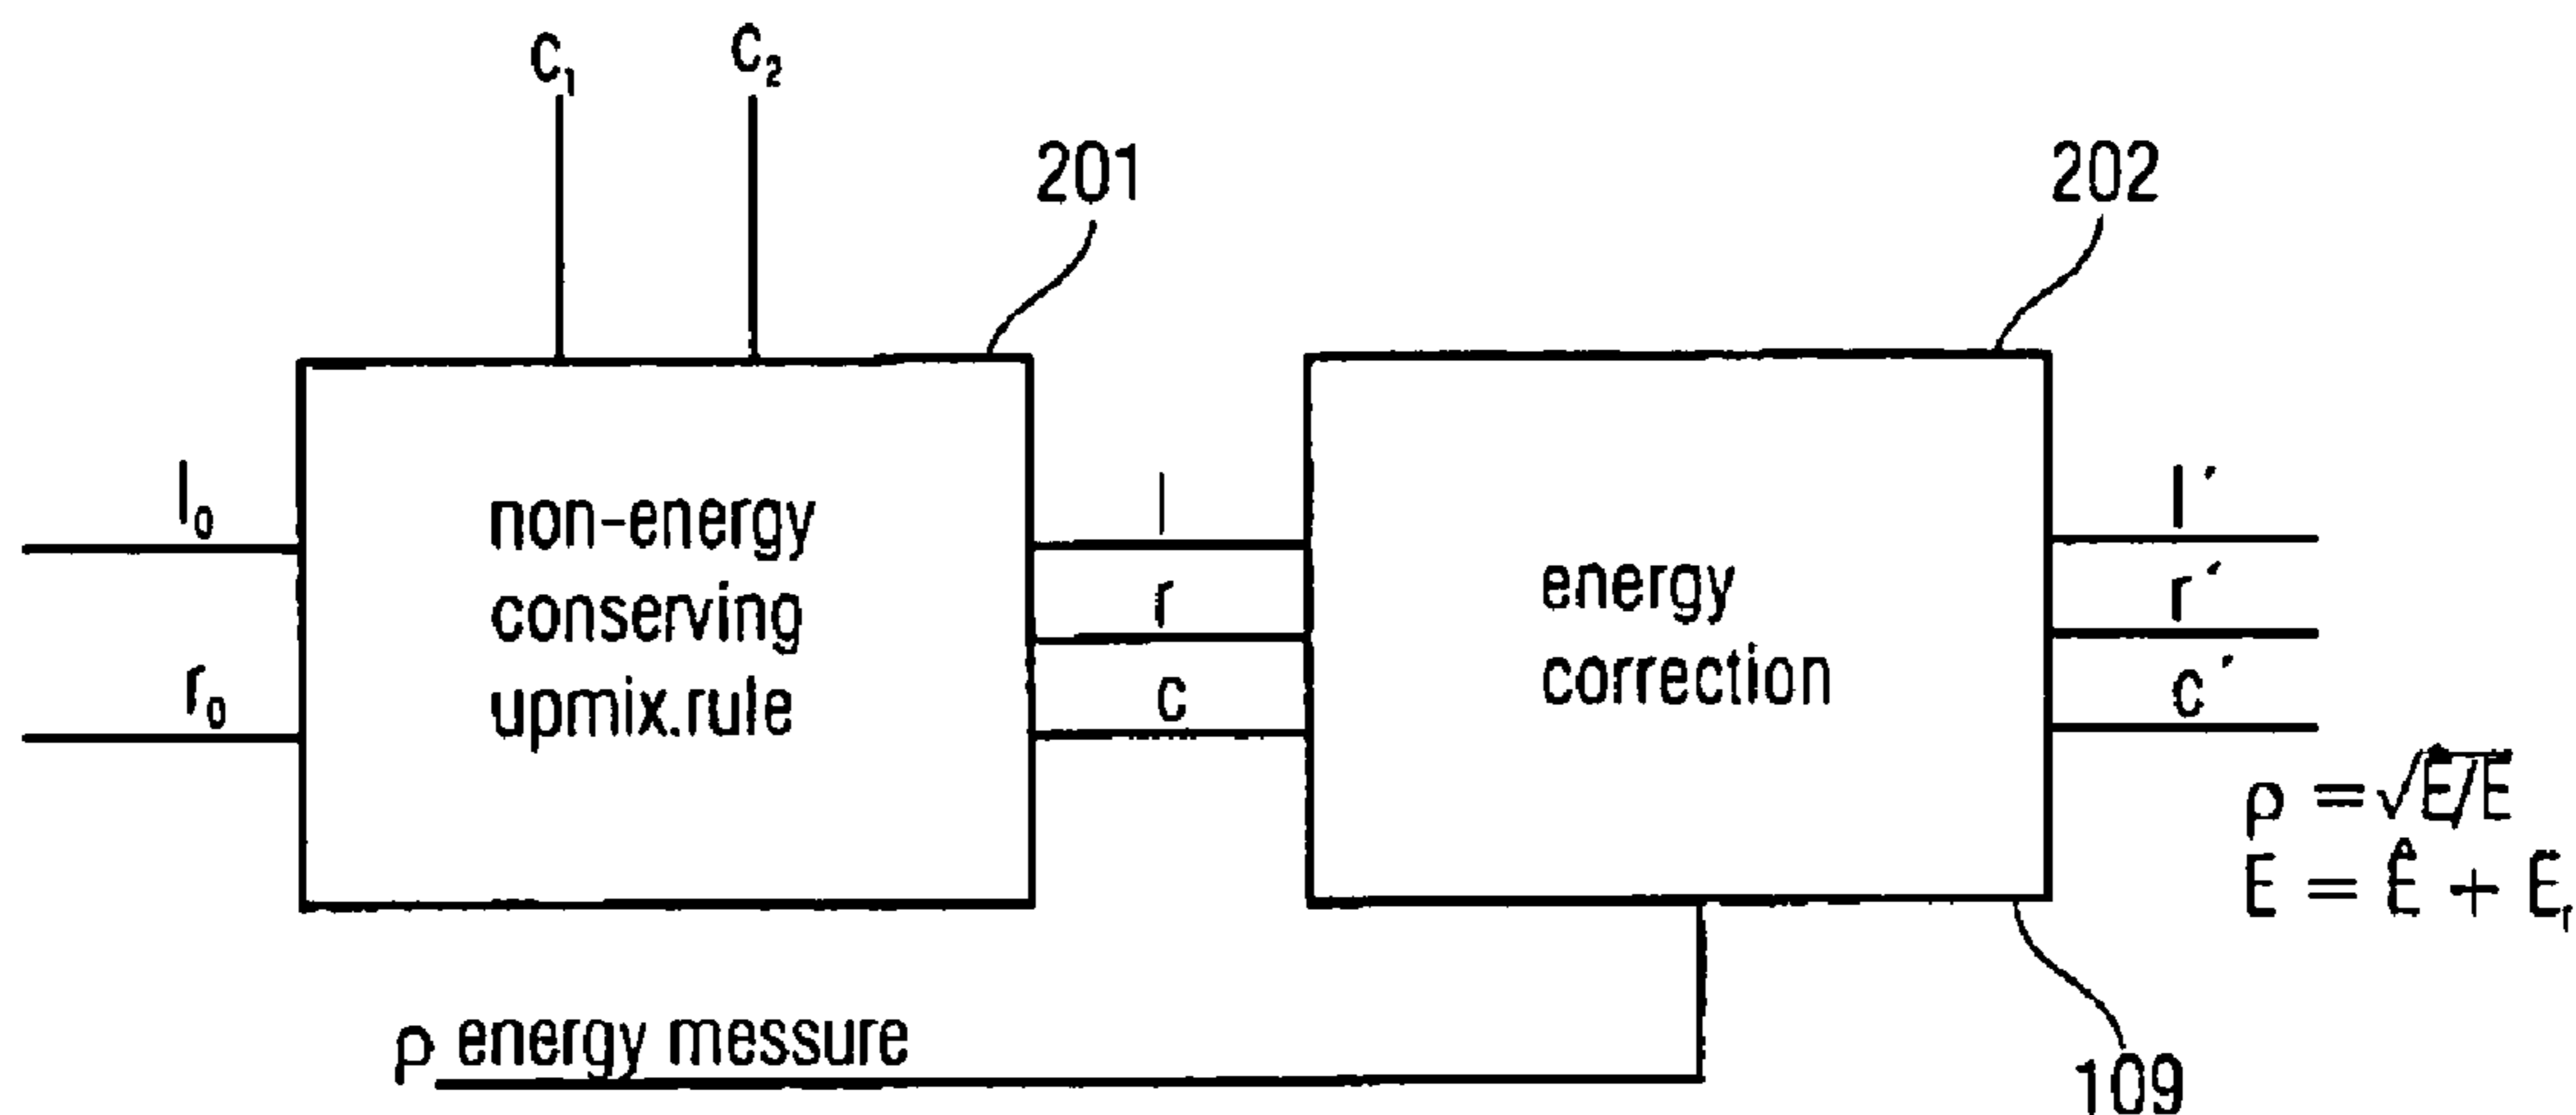 c₁
c₂
201
202
l₀
r₀
non-energy
conserving
upmix.rule
l
r
c
energy
correction
l´
r´
c´
ρ = √Ê/E
E = Ê + Eᵣ
ρ energy messure
109